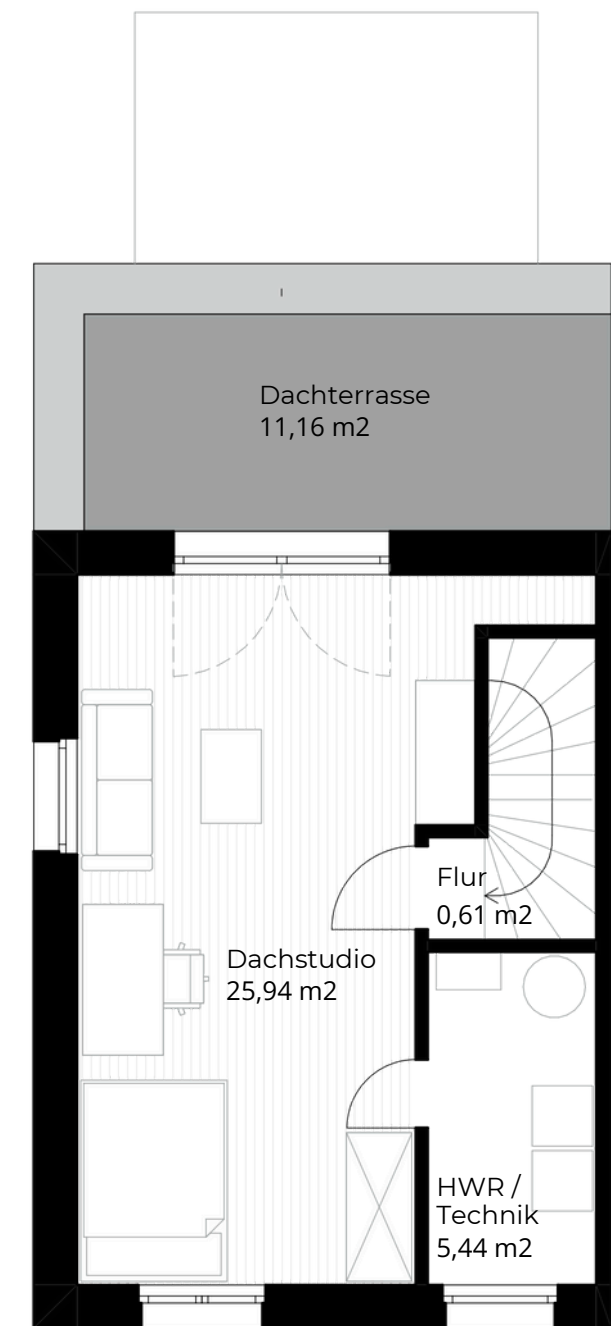 Dachterrasse
11,16 m2
Flur
0,61 m2
Dachstudio
25,94 m2
HWR /
Technik
5,44 m2